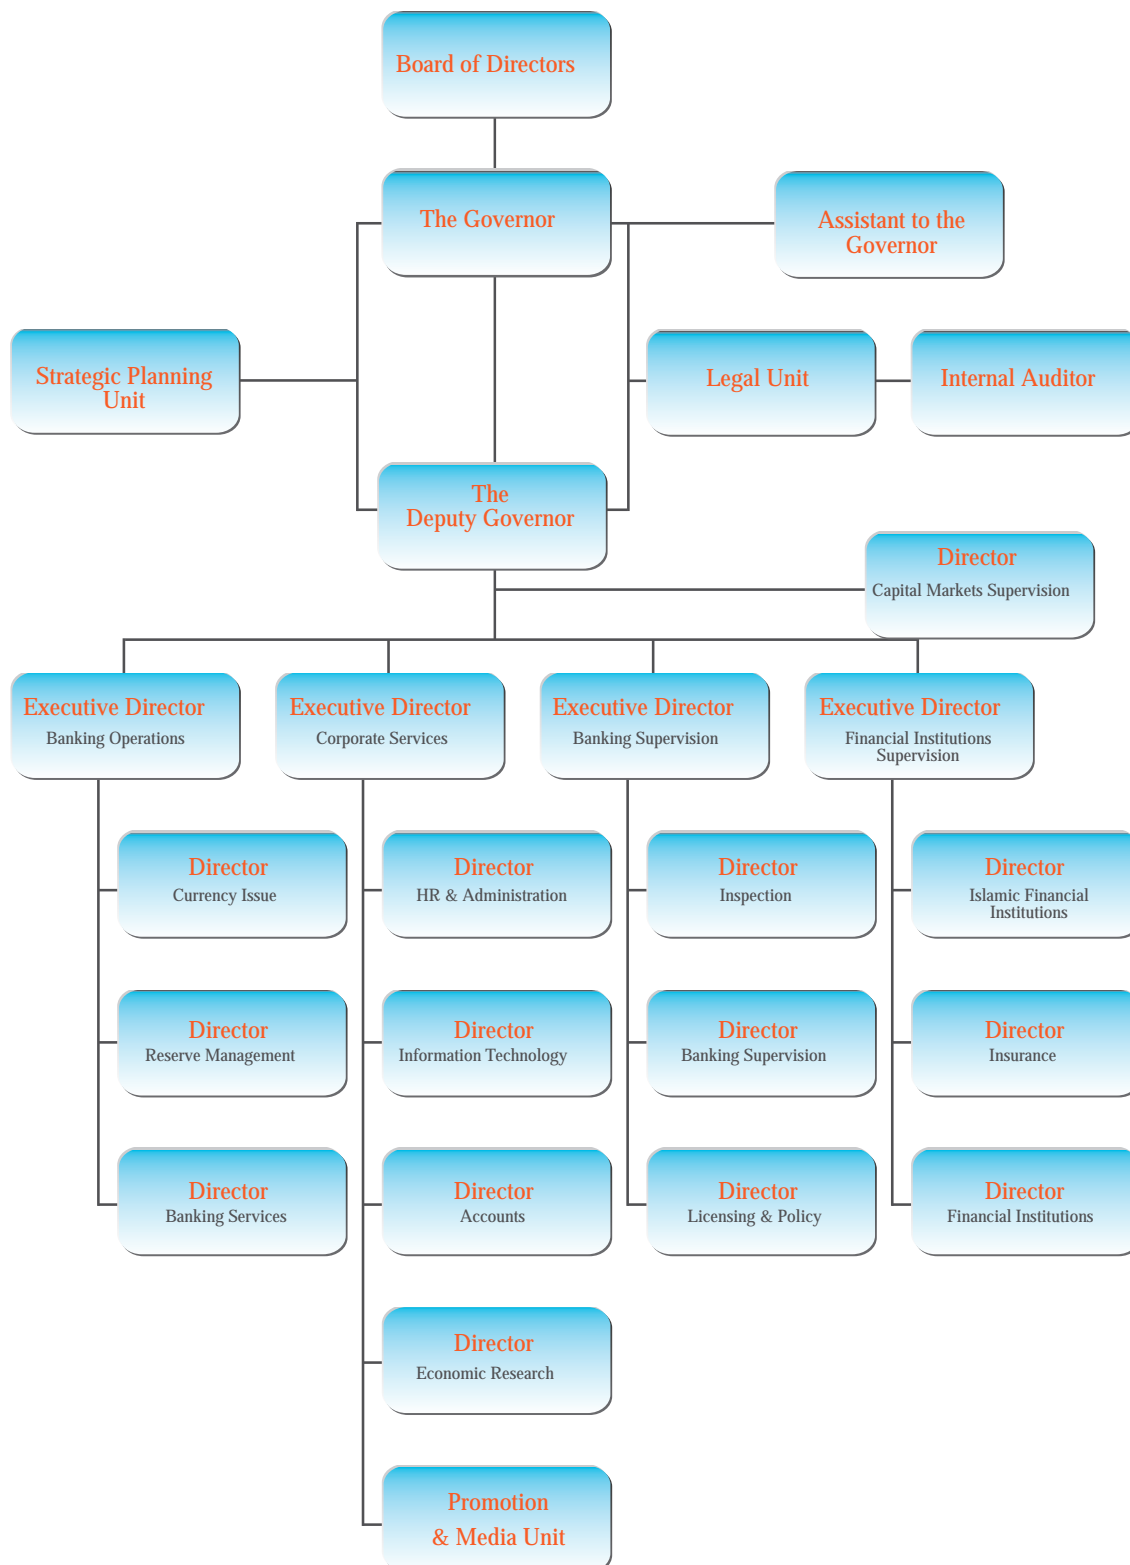 Board of Directors
The Governor
Assistant to the
Governor
Strategic Planning
Unit
Legal Unit
Internal Auditor
The
Deputy Governor
Director
Capital Markets Supervision
Executive Director
Banking Operations
Executive Director
Corporate Services
Executive Director
Banking Supervision
Executive Director
Financial Institutions
Supervision
Director
Currency Issue
Director
HR & Administration
Director
Inspection
Director
Islamic Financial
Institutions
Director
Reserve Management
Director
Information Technology
Director
Banking Supervision
Director
Insurance
Director
Banking Services
Director
Accounts
Director
Licensing & Policy
Director
Financial Institutions
Director
Economic Research
Promotion
& Media Unit